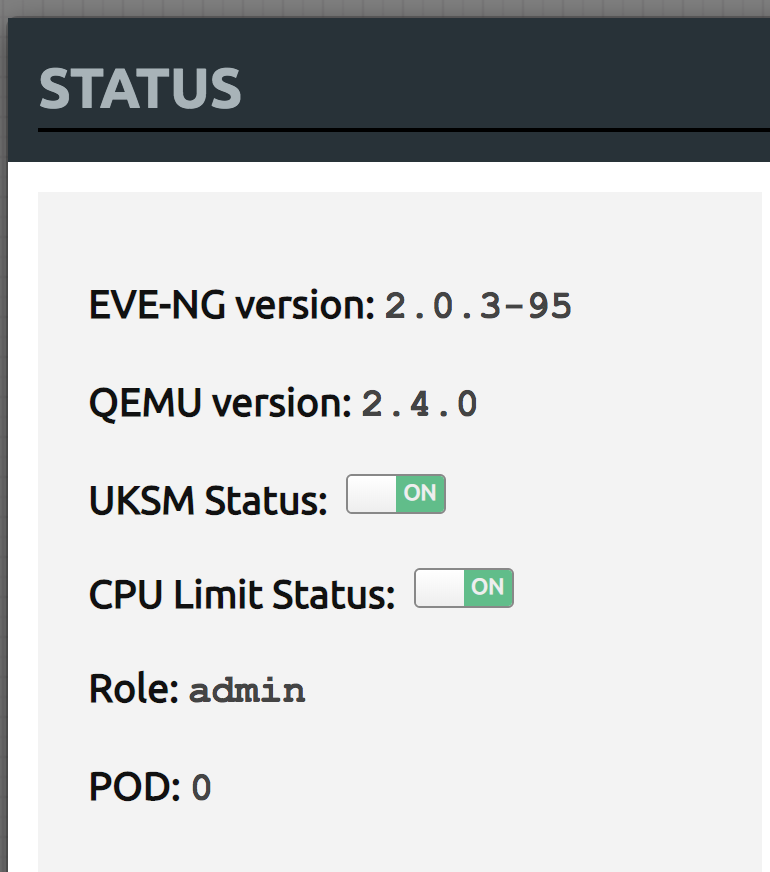 STATUS
EVE-NG version: 2.0.3-95
QEMU version: 2.4.0
UKSM Status: ON
CPU Limit Status: ON
Role: admin
POD: 0